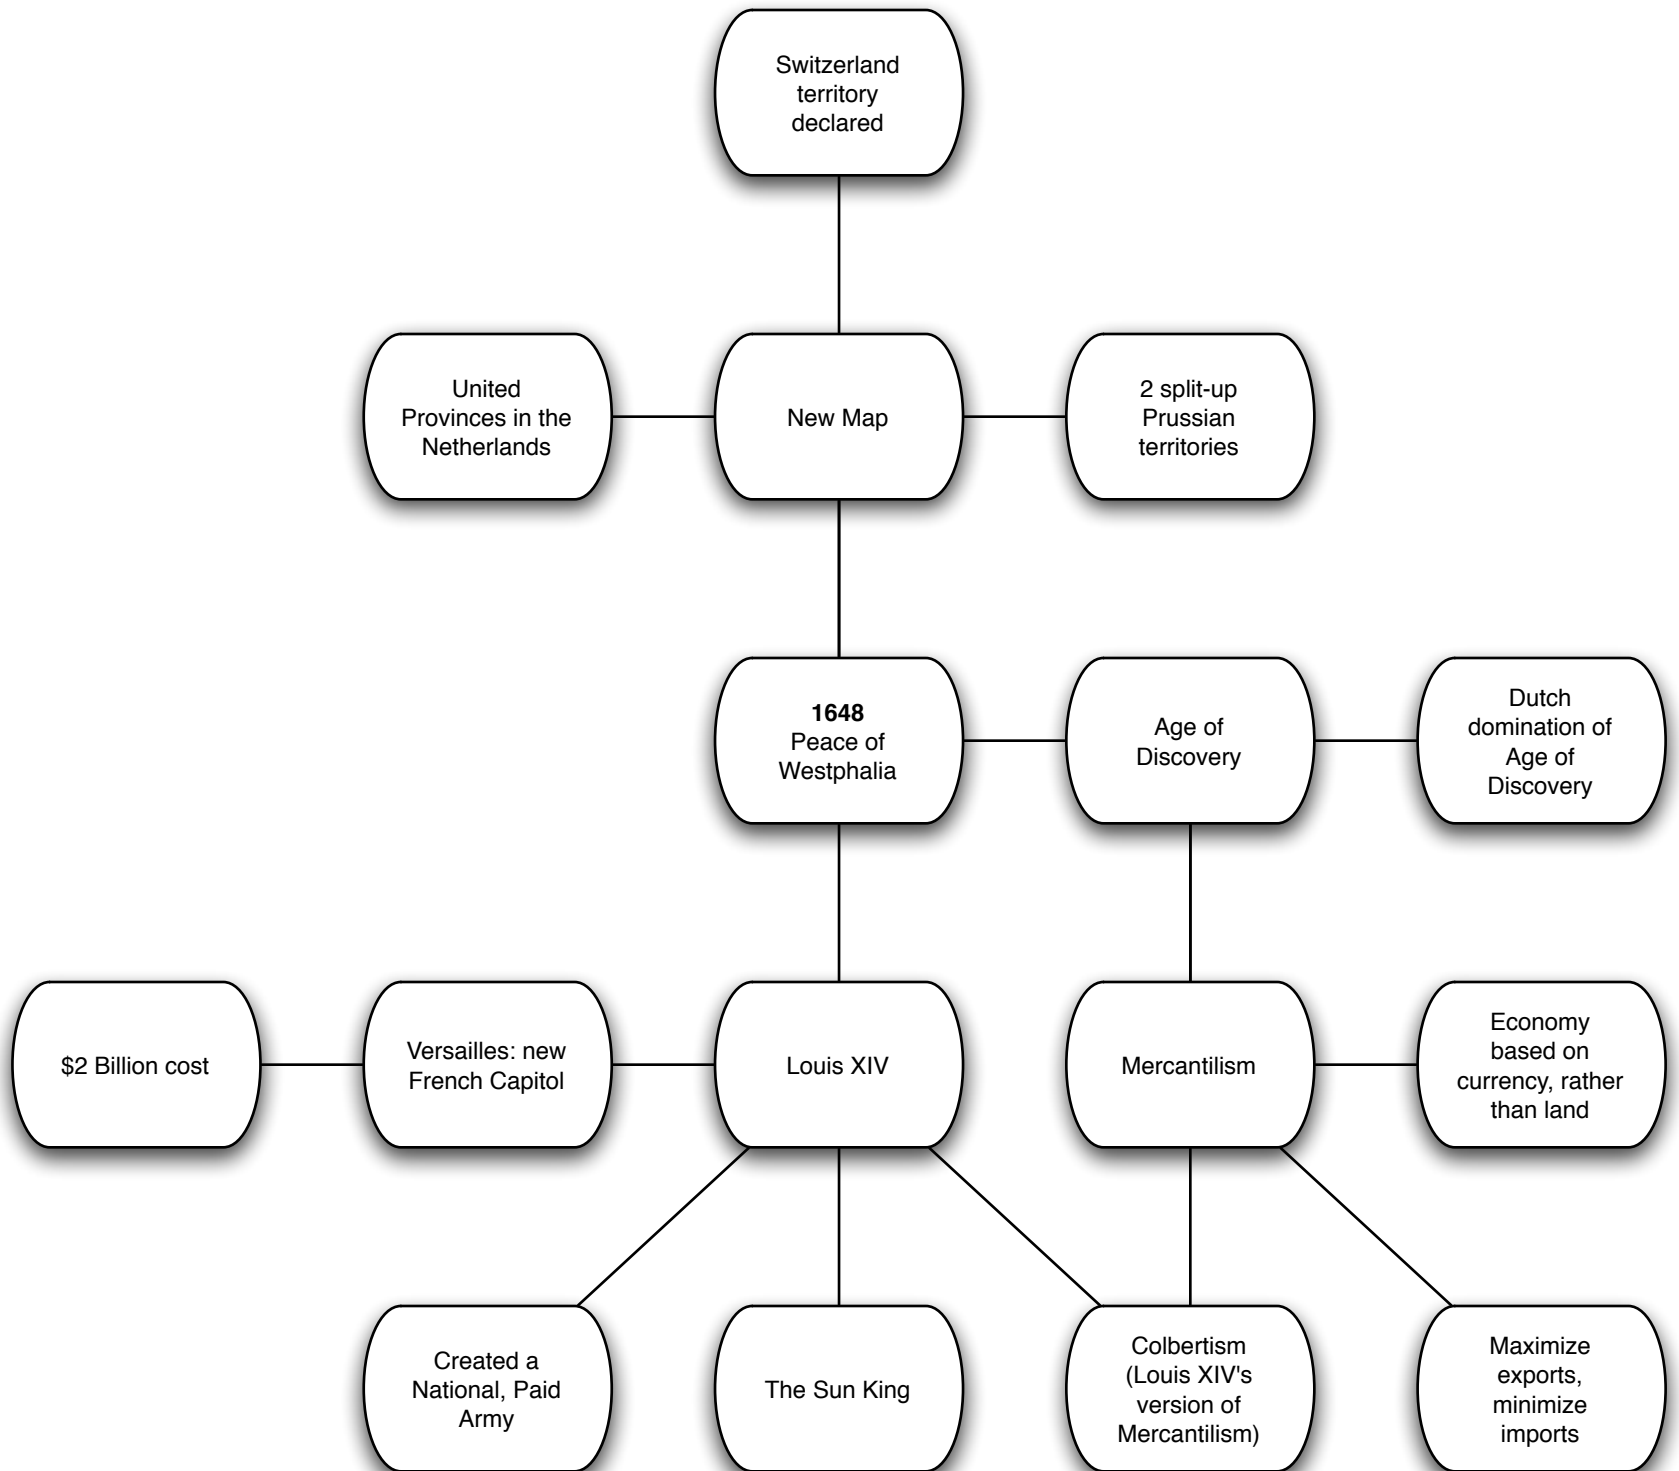 Switzerland
territory
declared
United
Provinces in the
Netherlands
New Map
2 split-up
Prussian
territories
1648
Peace of
Westphalia
Age of
Discovery
Dutch
domination of
Age of
Discovery
$2 Billion cost
Versailles: new
French Capitol
Louis XIV
Mercantilism
Economy
based on
currency, rather
than land
Created a
National, Paid
Army
The Sun King
Colbertism
(Louis XIV's
version of
Mercantilism)
Maximize
exports,
minimize
imports